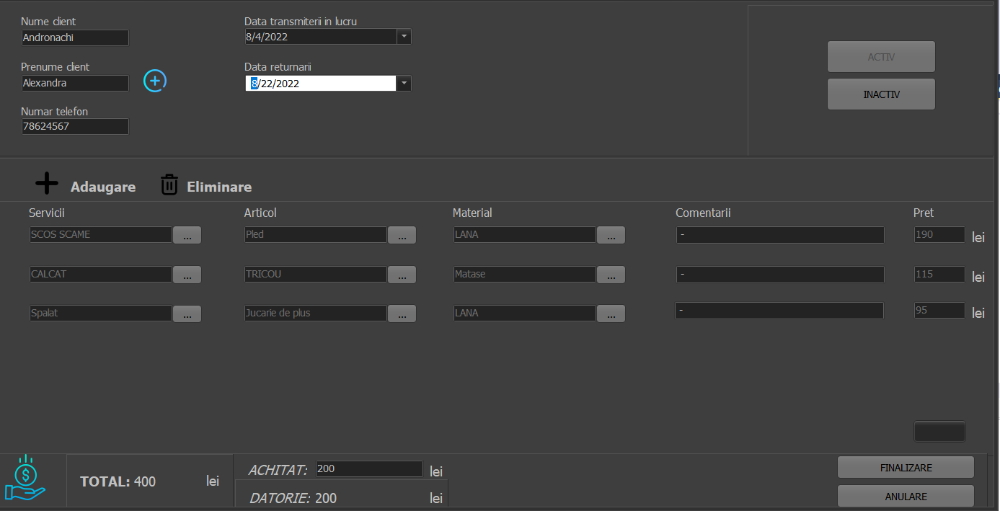 Nume client
Andronachi
Prenume client
Alexandra
Numar telefon
78624567
Data transmiterii in lucru
8/4/2022
Data returnarii
8/22/2022
ACTIV
INACTIV
Adaugare Eliminare
Servicii Articol Material Comentarii Pret
SCOS SCAME ... Pled ... LANA ... - 190 lei
CALCAT ... TRICOU ... Matase ... - 115 lei
Spalat ... Jucarie de plus ... LANA ... - 95 lei
$
TOTAL: 400 lei
ACHITAT: 200 lei
DATORIE: 200 lei
FINALIZARE
ANULARE